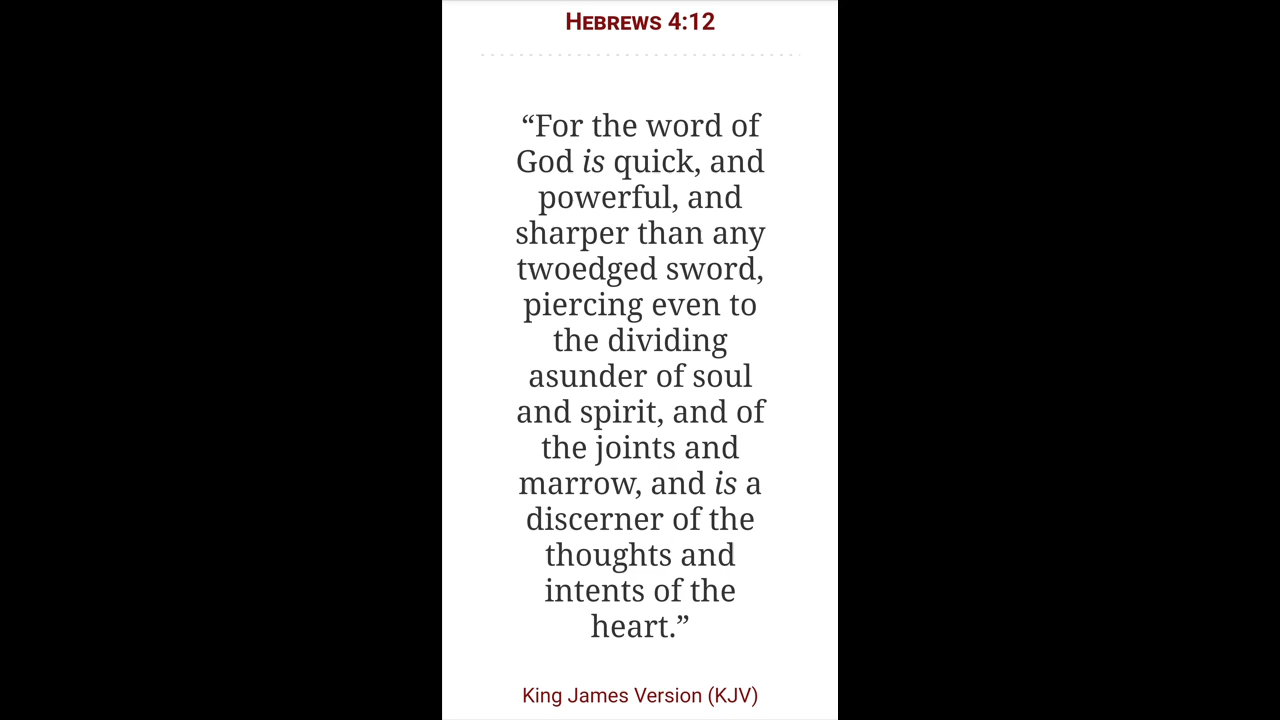 Hebrews 4:12
“For the word of
God is quick, and
powerful, and
sharper than any
twoedged sword,
piercing even to
the dividing
asunder of soul
and spirit, and of
the joints and
marrow, and is a
discerner of the
thoughts and
intents of the
heart.”
King James Version (KJV)